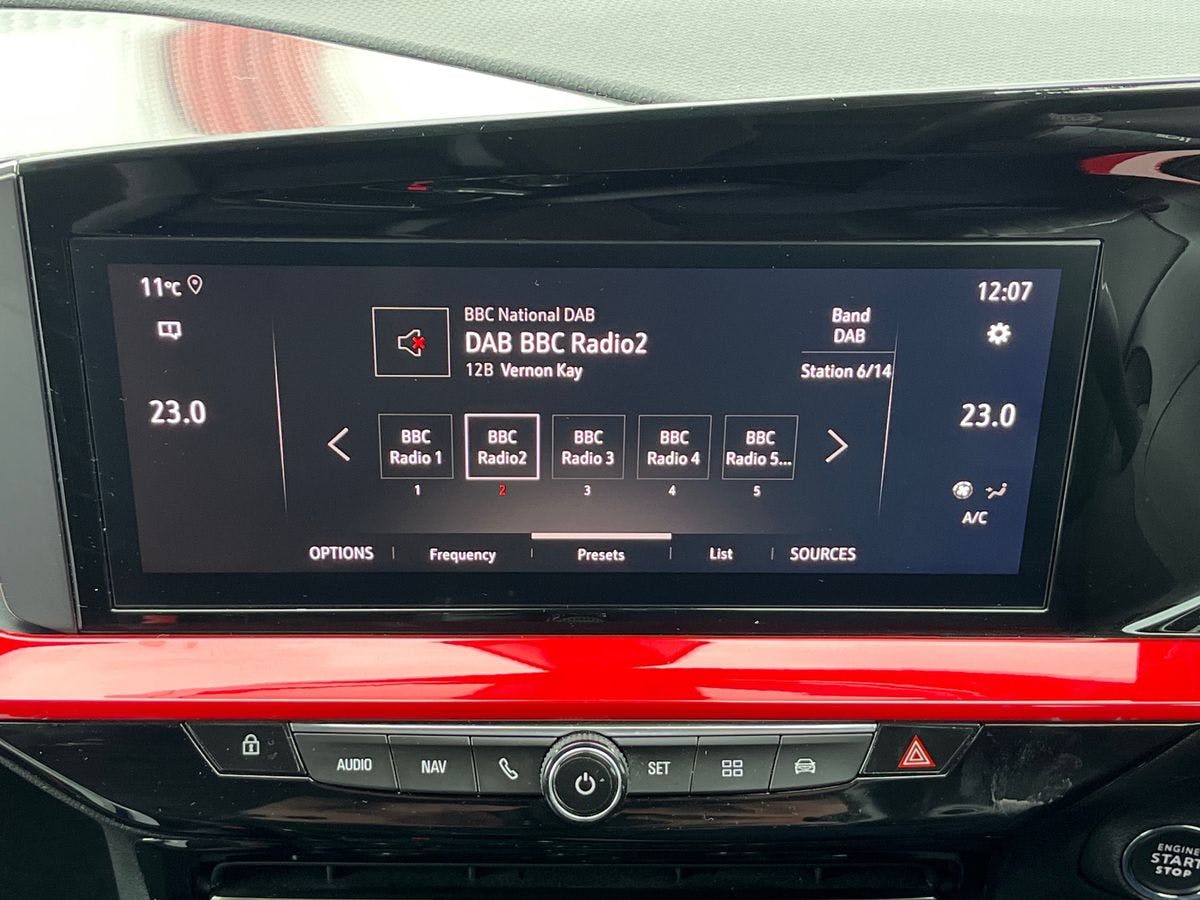 11°C
12:07
BBC National DAB
DAB BBC Radio2
12B Vernon Kay
Band
DAB
Station 6/14
23.0
23.0
BBC
Radio 1
BBC
Radio2
BBC
Radio 3
BBC
Radio 4
BBC
Radio 5...
1
2
3
4
5
A/C
OPTIONS
Frequency
Presets
List
SOURCES
AUDIO
NAV
SET
ENGINE
START
STOP